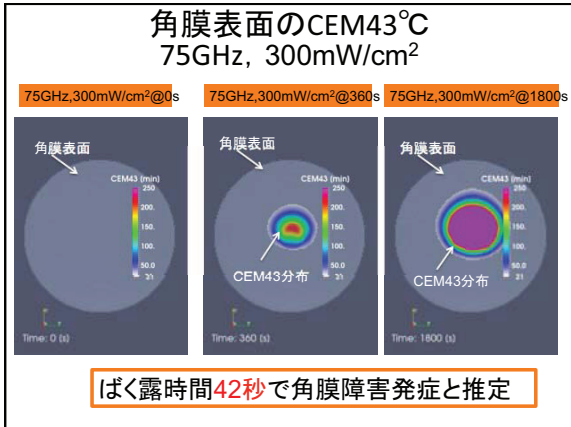 角膜表面のCEM43℃
75GHz, 300mW/cm²
75GHz,300mW/cm²@0s
75GHz,300mW/cm²@360s
75GHz,300mW/cm²@1800s
角膜表面
CEM43 (min)
250
200.
150.
100.
50.0
21
Time: 0 (s)
角膜表面
CEM43 (min)
250
200.
150.
100.
50.0
21
CEM43分布
Time: 360 (s)
角膜表面
CEM43 (min)
250
200.
150.
100.
50.0
21
CEM43分布
Time: 1800 (s)
ばく露時間42秒で角膜障害発症と推定